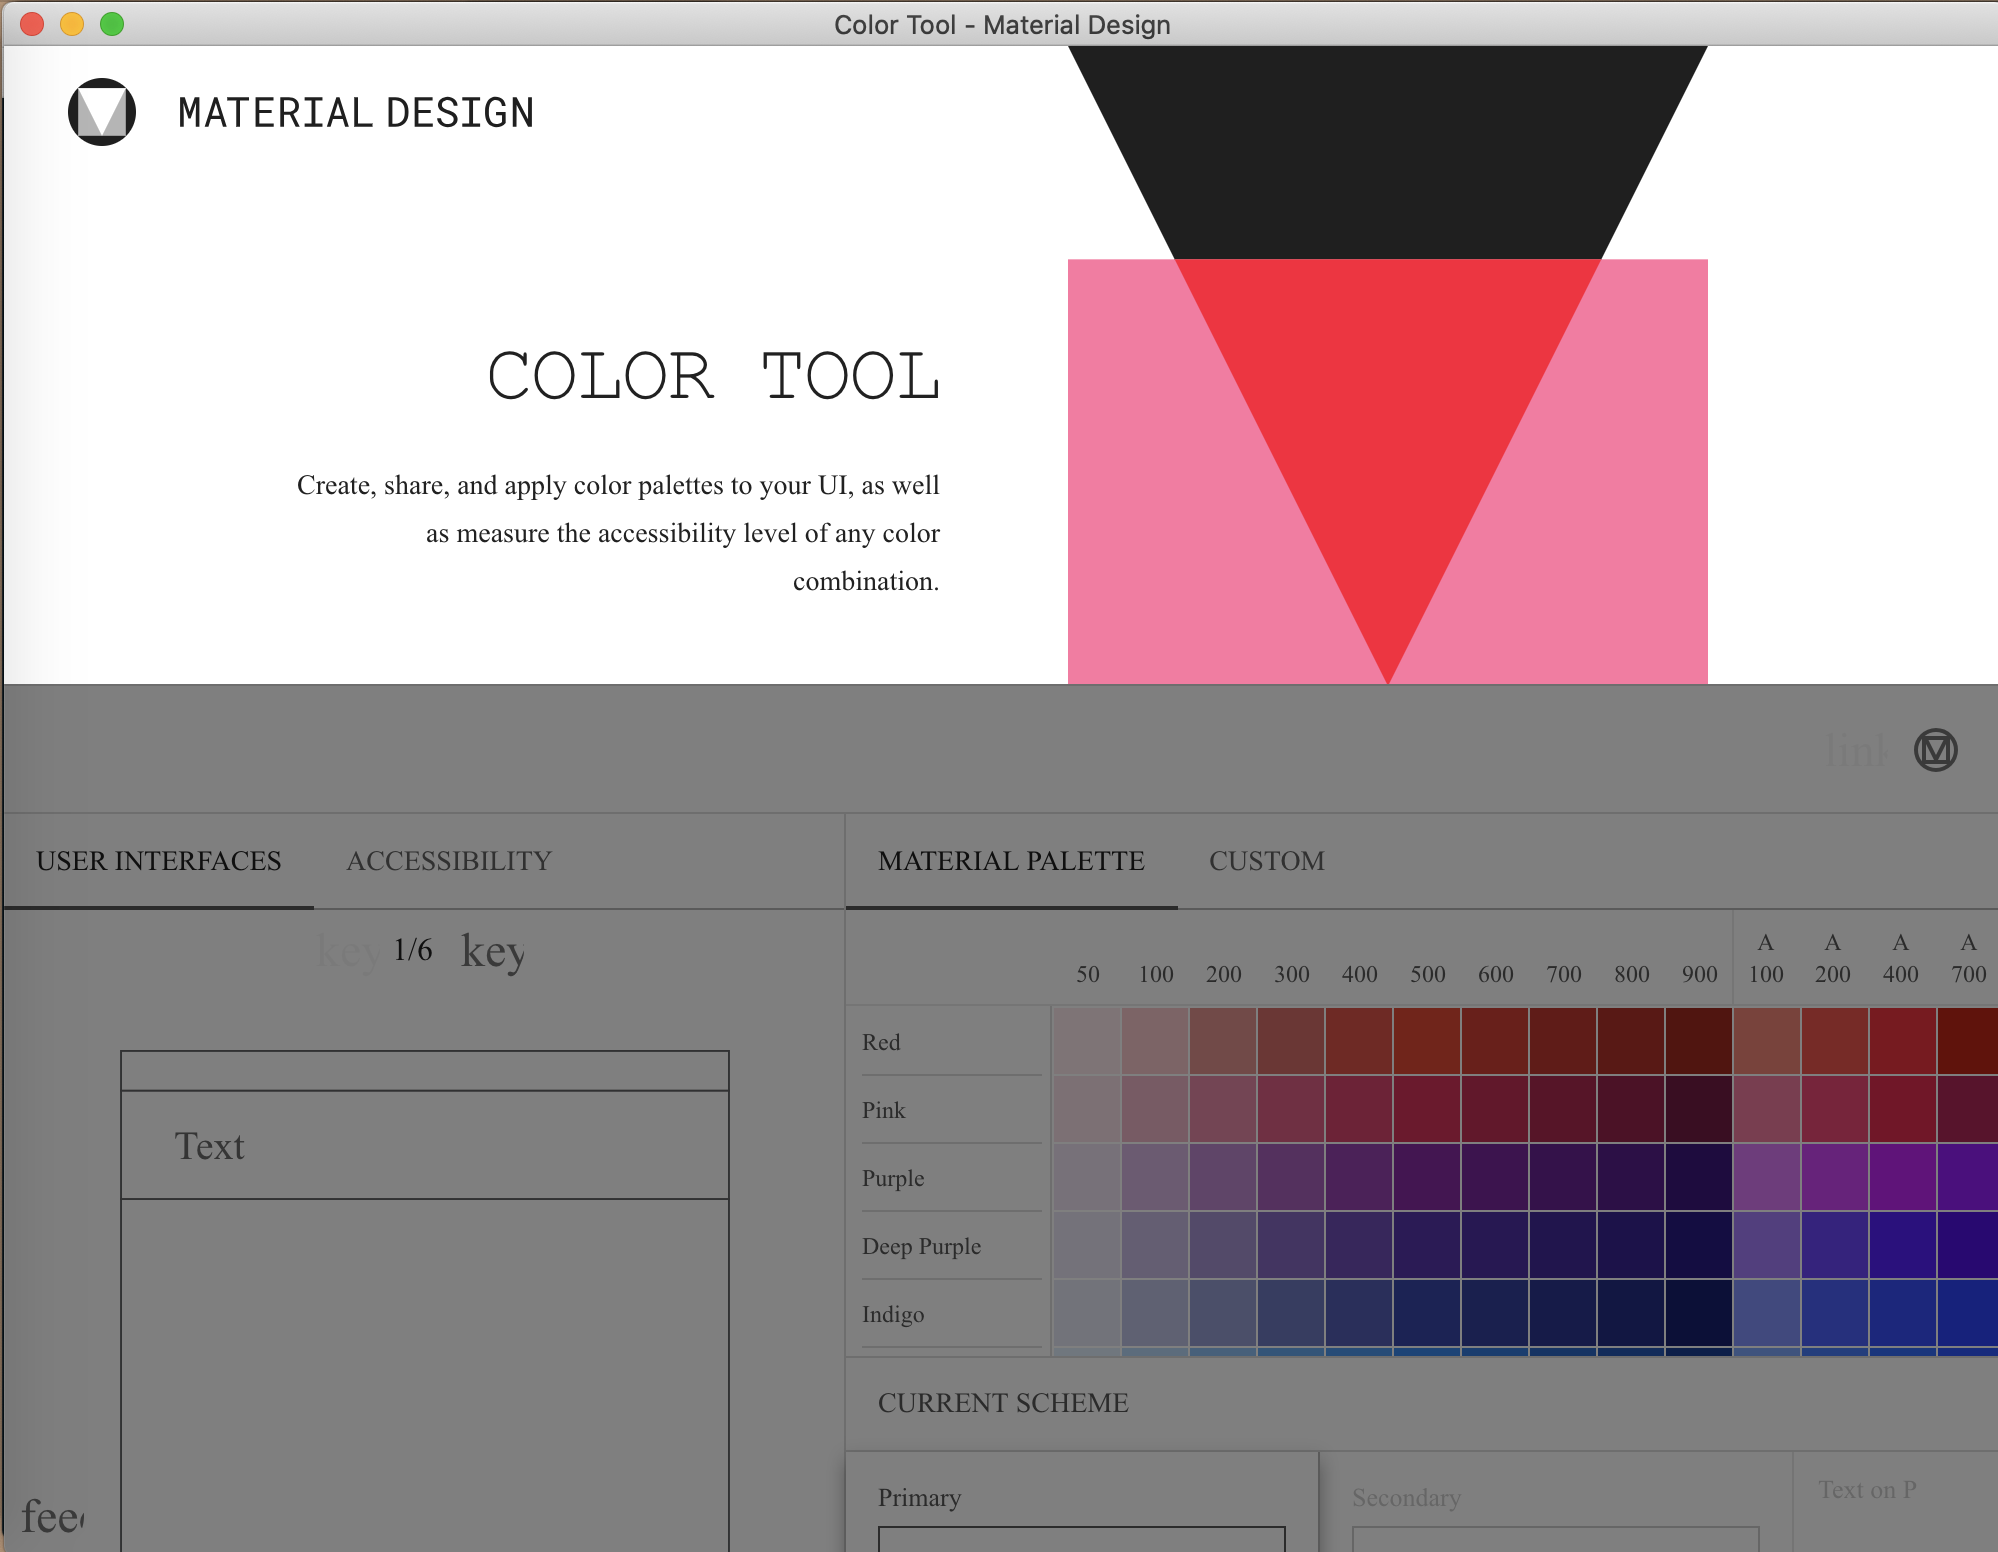 Color Tool - Material Design
MATERIAL DESIGN
COLOR TOOL
Create, share, and apply color palettes to your UI, as well
as measure the accessibility level of any color
combination.
link
USER INTERFACES ACCESSIBILITY
MATERIAL PALETTE CUSTOM
key 1/6 key
A A A A
50 100 200 300 400 500 600 700 800 900 100 200 400 700
Red
Pink
Purple
Deep Purple
Indigo
Text
CURRENT SCHEME
Primary
Secondary
Text on P
fee